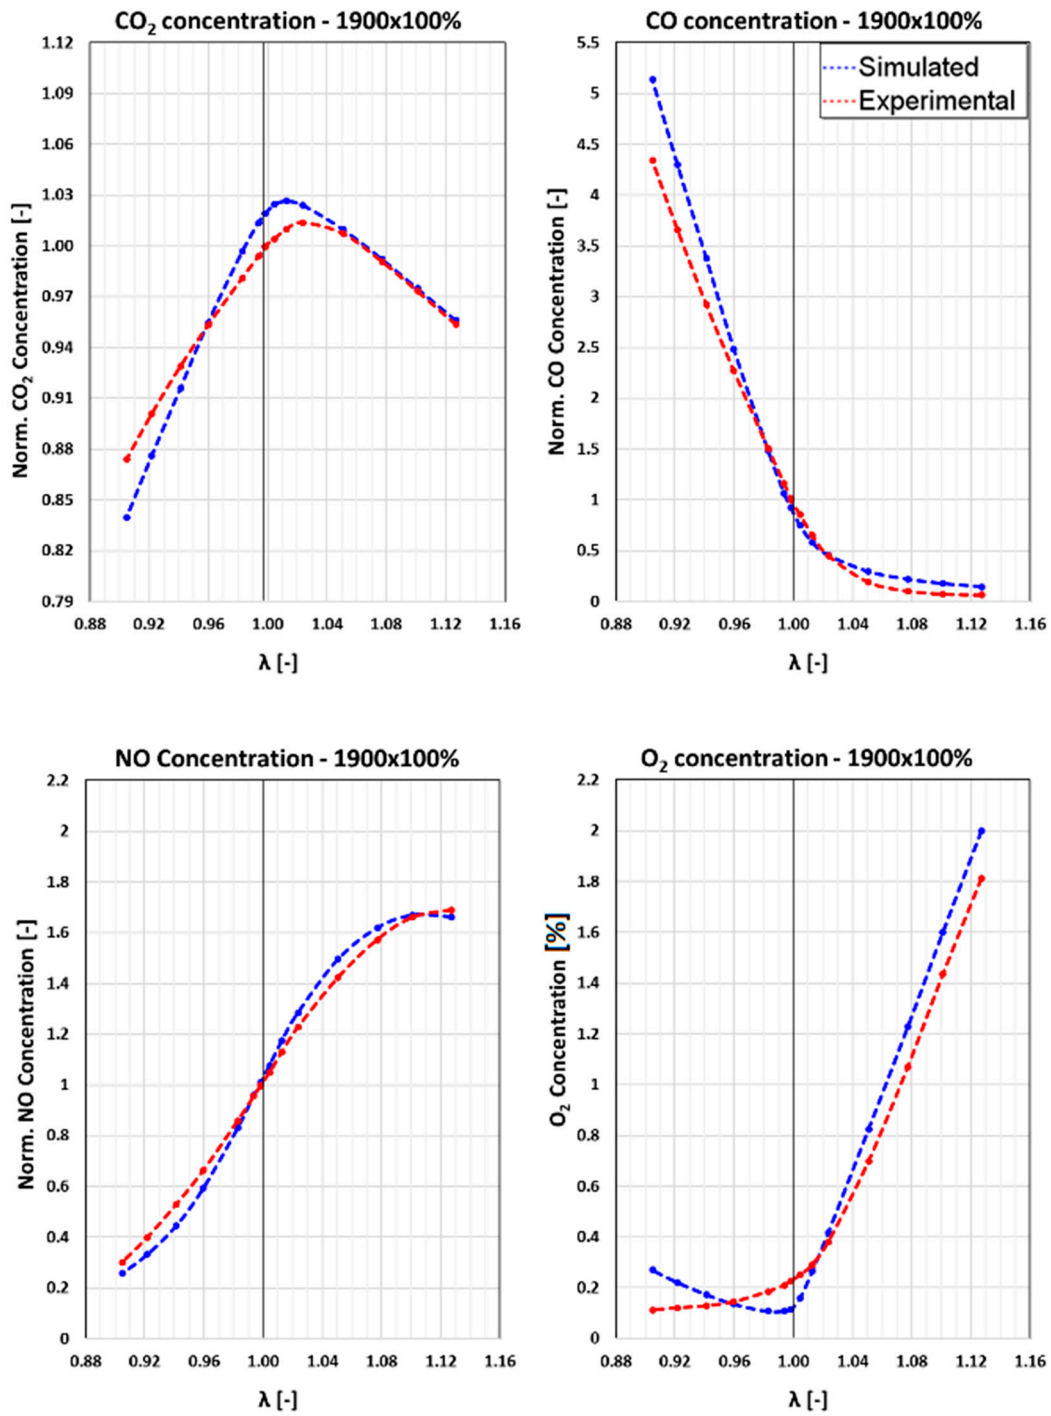 CO₂ concentration - 1900x100%
Norm. CO₂ Concentration [-]
1.12
1.09
1.06
1.03
1.00
0.97
0.94
0.91
0.88
0.85
0.82
0.79
0.88 0.92 0.96 1.00 1.04 1.08 1.12 1.16
λ [-]
CO concentration - 1900x100%
Simulated
Experimental
Norm. CO Concentration [-]
5.5
5
4.5
4
3.5
3
2.5
2
1.5
1
0.5
0
0.88 0.92 0.96 1.00 1.04 1.08 1.12 1.16
λ [-]
NO Concentration - 1900x100%
Norm. NO Concentration [-]
2.2
2
1.8
1.6
1.4
1.2
1
0.8
0.6
0.4
0.2
0
0.88 0.92 0.96 1.00 1.04 1.08 1.12 1.16
λ [-]
O₂ concentration - 1900x100%
O₂ Concentration [%]
2.2
2
1.8
1.6
1.4
1.2
1
0.8
0.6
0.4
0.2
0
0.88 0.92 0.96 1.00 1.04 1.08 1.12 1.16
λ [-]